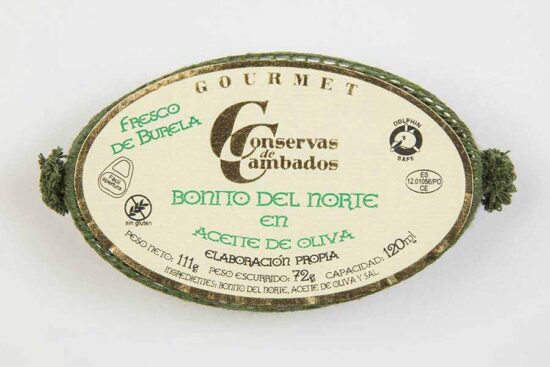 GOURMET
FRESCO
DE BURELA
Conservas
de
Cambados
DOLPHIN
SAFE
fácil
apertura
ES
12.01056/PO
CE
sin gluten
BONITO DEL NORTE
EN
ACEITE DE OLIVA
ELABORACIÓN PROPIA
PESO NETO: 111g PESO ESCURRIDO: 72g CAPACIDAD: 120ml
INGREDIENTES: BONITO DEL NORTE, ACEITE DE OLIVA Y SAL